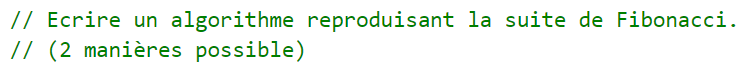 // Ecrire un algorithme reproduisant la suite de Fibonacci.
// (2 manières possible)